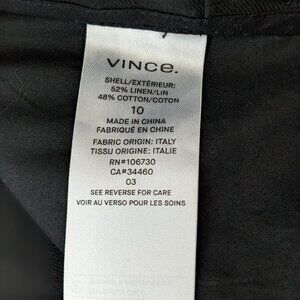 VINCE.
SHELL/EXTÉRIEUR:
52% LINEN/LIN
48% COTTON/COTON
10
MADE IN CHINA
FABRIQUÉ EN CHINE
FABRIC ORIGIN: ITALY
TISSU ORIGINE: ITALIE
RN#106730
CA#34460
03
SEE REVERSE FOR CARE
VOIR AU VERSO POUR LES SOINS